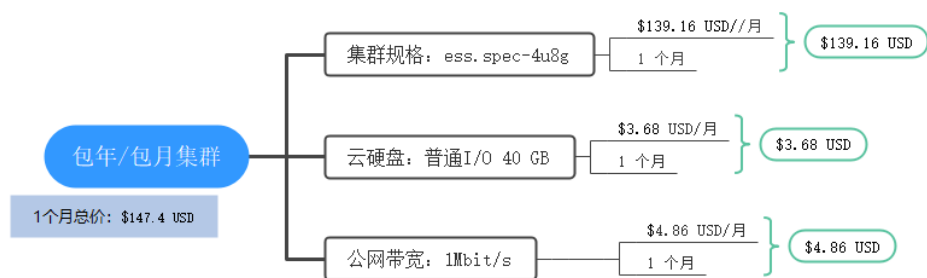 包年/包月集群
1个月总价: $147.4 USD
集群规格: ess.spec-4u8g
$139.16 USD//月
1 个月
$139.16 USD
云硬盘: 普通I/O 40 GB
$3.68 USD/月
1 个月
$3.68 USD
公网带宽: 1Mbit/s
$4.86 USD/月
1 个月
$4.86 USD